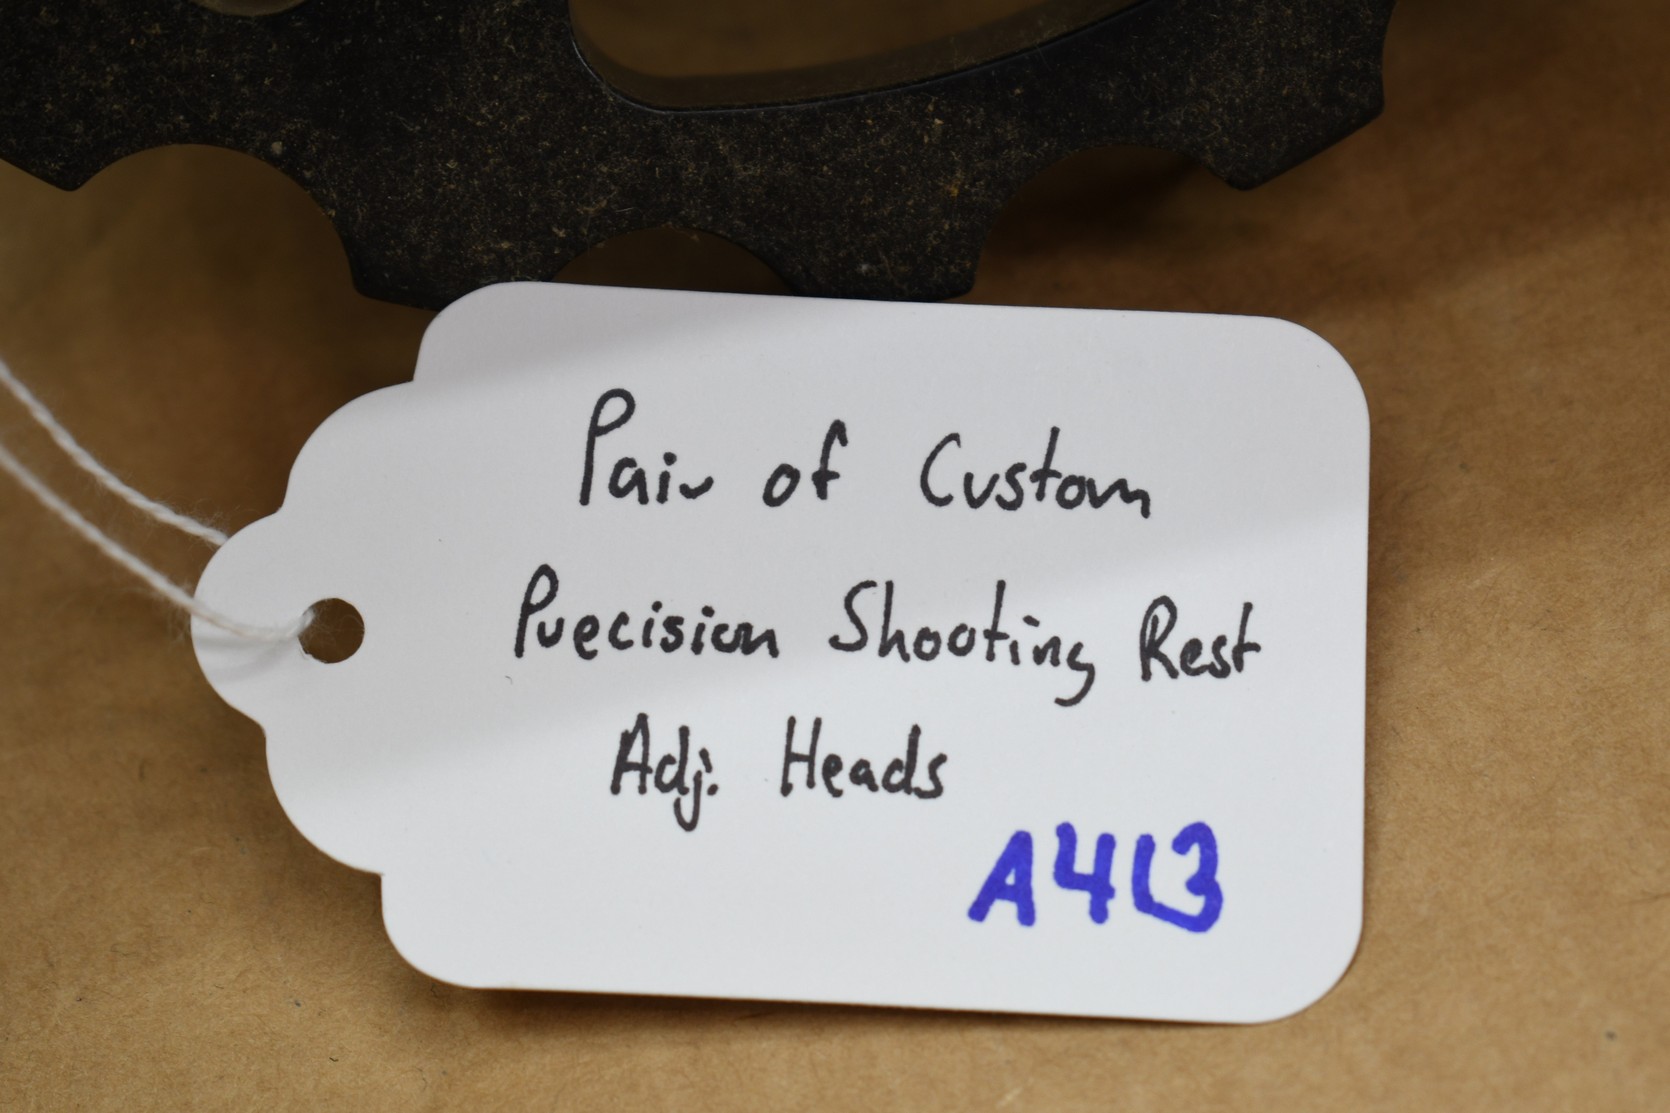 Pair of Custom
Precision Shooting Rest
Adj. Heads
A413